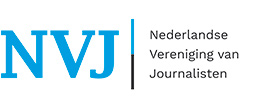 NVJ
Nederlandse
Vereniging van
Journalisten